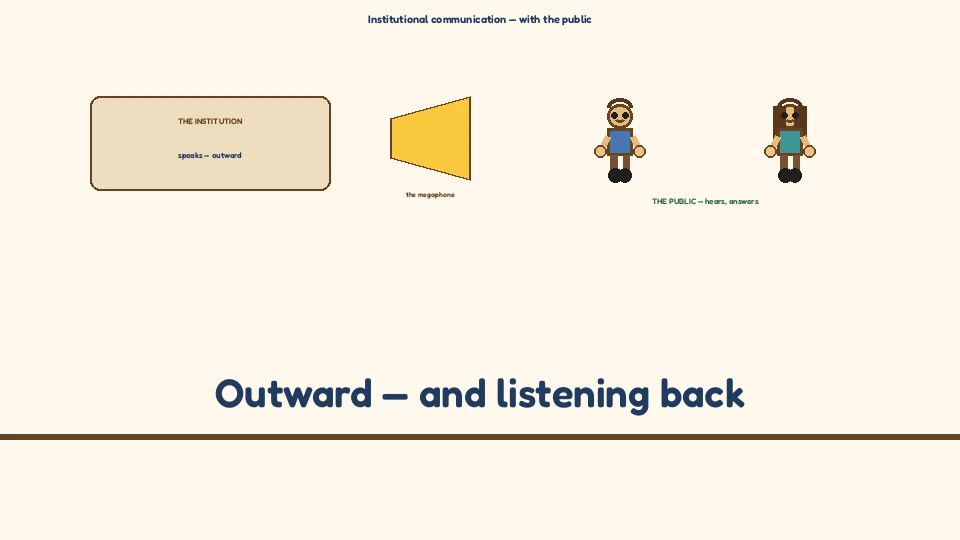 Institutional communication — with the public
THE INSTITUTION
speaks — outward
the megaphone
THE PUBLIC — hears, answers
Outward — and listening back